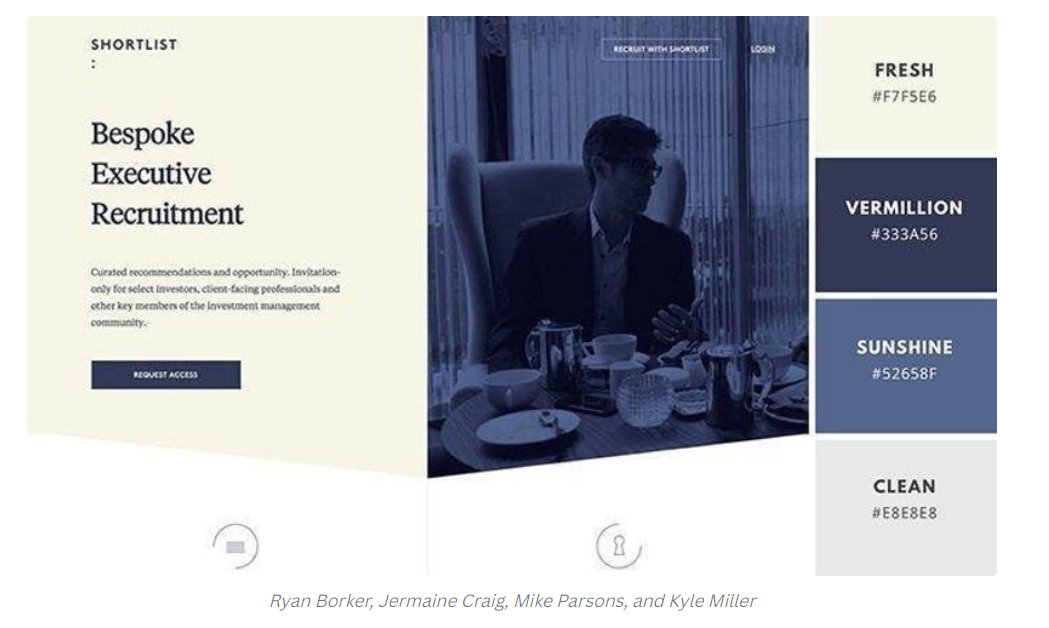 SHORTLIST
:
Bespoke
Executive
Recruitment
Curated recommendations and opportunity. Invitation-
only for select investors, client-facing professionals and
other key members of the investment management
community.
REQUEST ACCESS
RECRUIT WITH SHORTLIST
LOGIN
FRESH
#F7F5E6
VERMILLION
#333A56
SUNSHINE
#52658F
CLEAN
#E8E8E8
Ryan Borker, Jermaine Craig, Mike Parsons, and Kyle Miller